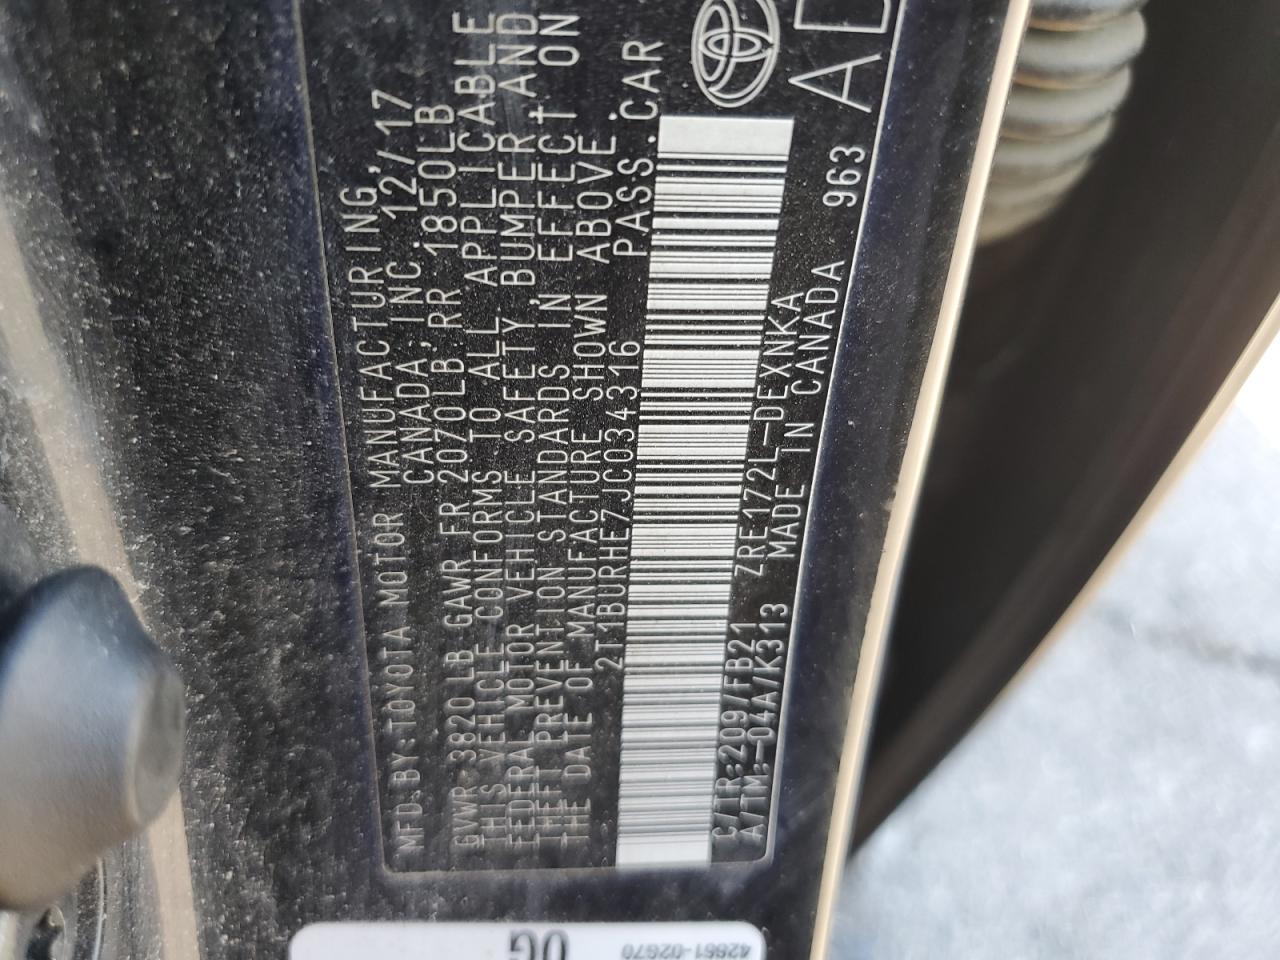 MFD.BY:TOYOTA MOTOR MANUFACTURING,
CANADA, INC. 12/17
GVWR 3820 LB GAWR FR 2070LB RR 1850LB
THIS VEHICLE CONFORMS TO ALL APPLICABLE
FEDERAL MOTOR VEHICLE SAFETY, BUMPER AND
THEFT PREVENTION STANDARDS IN EFFECT ON
THE DATE OF MANUFACTURE SHOWN ABOVE.
2T1BURHE7JC034316 PASS.CAR
C/TR:209/FB21 ZRE172L-DEXNKA
A/TM:-04A/K313 MADE IN CANADA 963
0G
42661-02G70